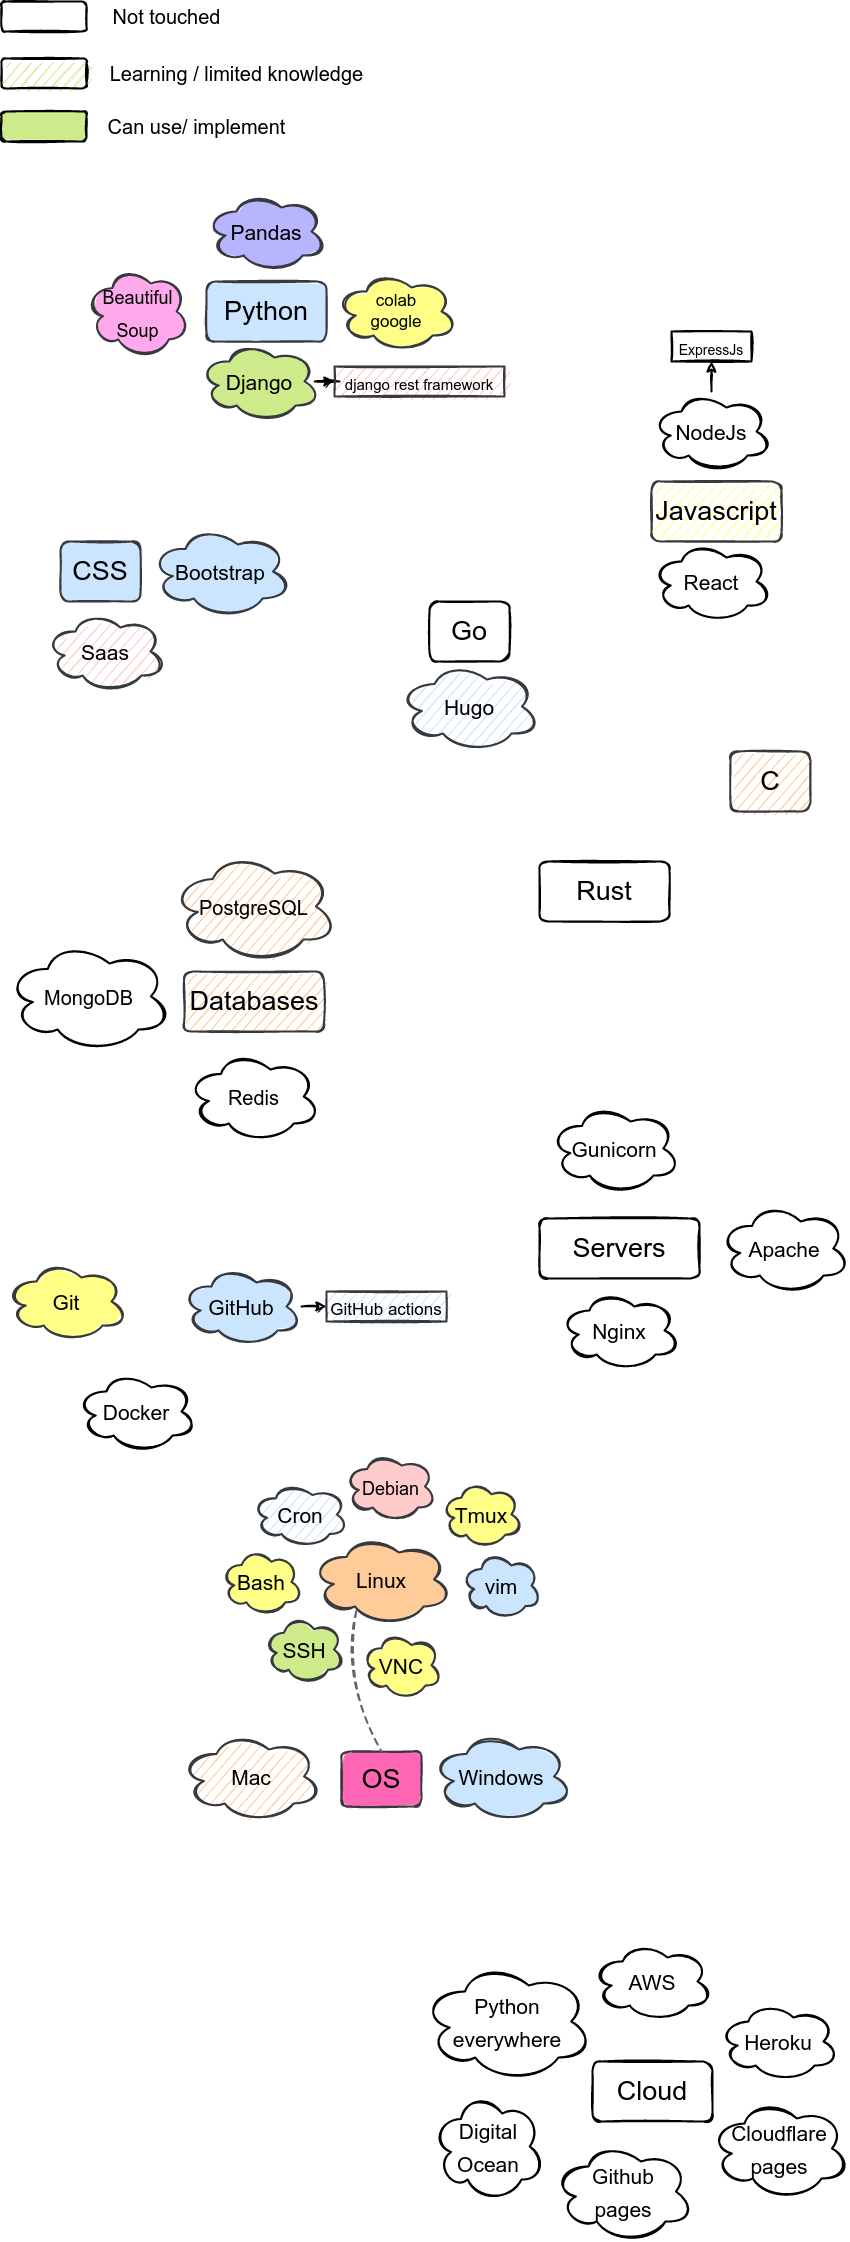 Not touched
Learning / limited knowledge
Can use/ implement
Pandas
Beautiful
Soup
Python
colab
google
Django
django rest framework
ExpressJs
NodeJs
Javascript
React
CSS
Bootstrap
Saas
Go
Hugo
C
Rust
PostgreSQL
MongoDB
Databases
Redis
Gunicorn
Servers
Apache
Nginx
Git
GitHub
GitHub actions
Docker
Debian
Cron
Tmux
Bash
Linux
vim
SSH
VNC
Mac
OS
Windows
AWS
Python
everywhere
Heroku
Cloud
Digital
Ocean
Cloudflare
pages
Github
pages